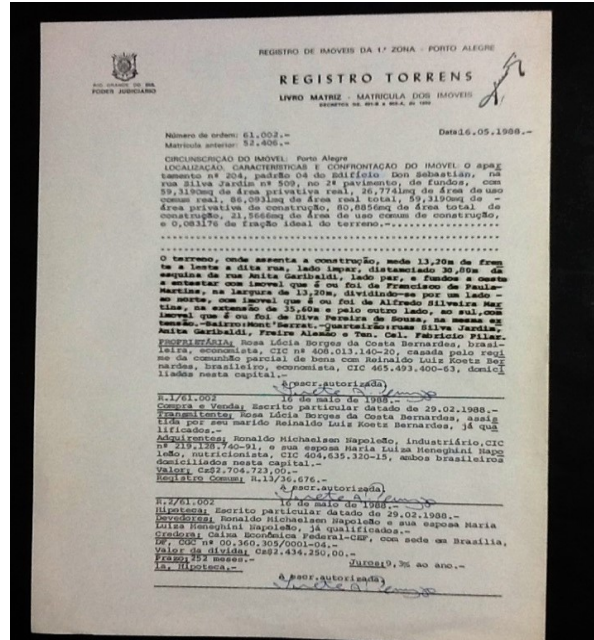 REGISTRO DE IMOVEIS DA 1.ª ZONA - PORTO ALEGRE
RIO GRANDE DO SUL
PODER JUDICIÁRIO
REGISTRO TORRENS
LIVRO MATRIZ - MATRICULA DOS IMOVEIS
Número de ordem: 61.002.-
Data: 16.05.1988.-
Matrícula anterior: 52.406.-
CIRCUNSCRIÇÃO DO IMOVEL: Porto Alegre
LOCALIZAÇÃO, CARACTERISTICAS E CONFRONTAÇÃO DO IMOVEL: O apar
tamento nº 204, padrão 04 do Edifício Don Sebastián, na
rua Silva Jardim nº 509, no 2º pavimento, de fundos, com
59,3190mq de área privativa real, 26,7741mq de área de uso
comum real, 86,0931mq de área real total, 59,3190mq -
área privativa de construção, 80,8856mq de área total de
construção, 21,5666mq de área de uso comum de construção,
e 0,083176 de fração ideal do terreno.-
O terreno, onde assenta a construção, mede 13,20m de fren
te a leste a dita rua, lado impar, distanciado 30,80m da
esquina da rua Anita Garibaldi, lado par, e fundos a oeste
a entestar com imovel que é ou foi de Francisco de Paula-
Martins, na largura de 13,20m, dividindo-se por um lado -
ao norte, com imovel que é ou foi de Alfredo Silveira Mar
tins, na extensão de 35,60m e pelo outro lado, ao sul, com
imovel que é ou foi de Diva Pereira de Souza, na mesma ex
tensão.-Bairro: Mont'Serrat.-Quarteirão: ruas Silva Jardim,
Anita Garibaldi, Freire Alemão e Ten. Cel. Fabrício Pilar.
PROPRIETÁRIA: Rosa Lúcia Borges da Costa Bernardes, brasi-
leira, economista, CIC nº 408.013.140-20, casada pelo regi
me da comunhão parcial de bens com Reinaldo Luiz Koetz Ber
nardes, brasileiro, economista, CIC 465.493.400-63, domici
liados nesta capital.-
A escr.autorizada
R.1/61.002 16 de maio de 1988.-
Compra e Venda: Escrito particular datado de 29.02.1988.-
Transmitente: Rosa Lúcia Borges da Costa Bernardes, assis
tida por seu marido Reinaldo Luiz Koetz Bernardes, já qua
lificados.-
Adquirentes: Ronaldo Michaelsen Napoleão, industriário, CIC
nº 219.128.740-91, e sua esposa Maria Luiza Meneghini Napo
leão, nutricionista, CIC 404.635.320-15, ambos brasileiros
domiciliados nesta capital.-
Valor: Cz$2.704.723,00.-
Registro Comum: R.13/36.676.-
A escr.autorizada
R.2/61.002 16 de maio de 1988.-
Hipoteca: Escrito particular datado de 29.02.1988.-
Devedores: Ronaldo Michaelsen Napoleão e sua esposa Maria
Luiza Meneghini Napoleão, já qualificados.-
Credora: Caixa Econômica Federal-CEF, com sede em Brasília,
DF, CGC nº 00.360.305/0001-04.-
Valor da dívida: Cz$2.434.250,00.-
Prazo: 252 meses.- Juros: 9,3% ao ano.-
1a. Hipoteca.-
A escr.autorizada